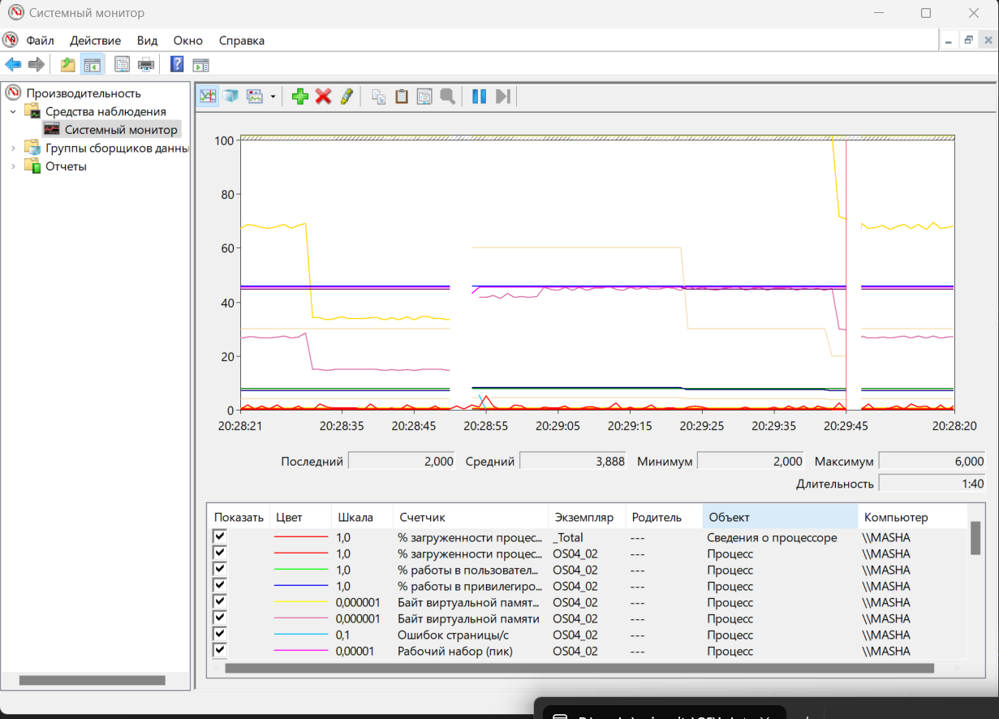 Системный монитор
Файл Действие Вид Окно Справка
Производительность
Средства наблюдения
Системный монитор
Группы сборщиков данны
Отчеты
100
80
60
40
20
0
20:28:21 20:28:35 20:28:45 20:28:55 20:29:05 20:29:15 20:29:25 20:29:35 20:29:45 20:28:20
Последний 2,000 Средний 3,888 Минимум 2,000 Максимум 6,000
Длительность 1:40
Показать Цвет Шкала Счетчик Экземпляр Родитель Объект Компьютер
1,0 % загруженности процес... _Total --- Сведения о процессоре \\MASHA
1,0 % загруженности процес... OS04_02 --- Процесс \\MASHA
1,0 % работы в пользовател... OS04_02 --- Процесс \\MASHA
1,0 % работы в привилегиро... OS04_02 --- Процесс \\MASHA
0,000001 Байт виртуальной памят... OS04_02 --- Процесс \\MASHA
0,000001 Байт виртуальной памяти OS04_02 --- Процесс \\MASHA
0,1 Ошибок страницы/с OS04_02 --- Процесс \\MASHA
0,00001 Рабочий набор (пик) OS04_02 --- Процесс \\MASHA